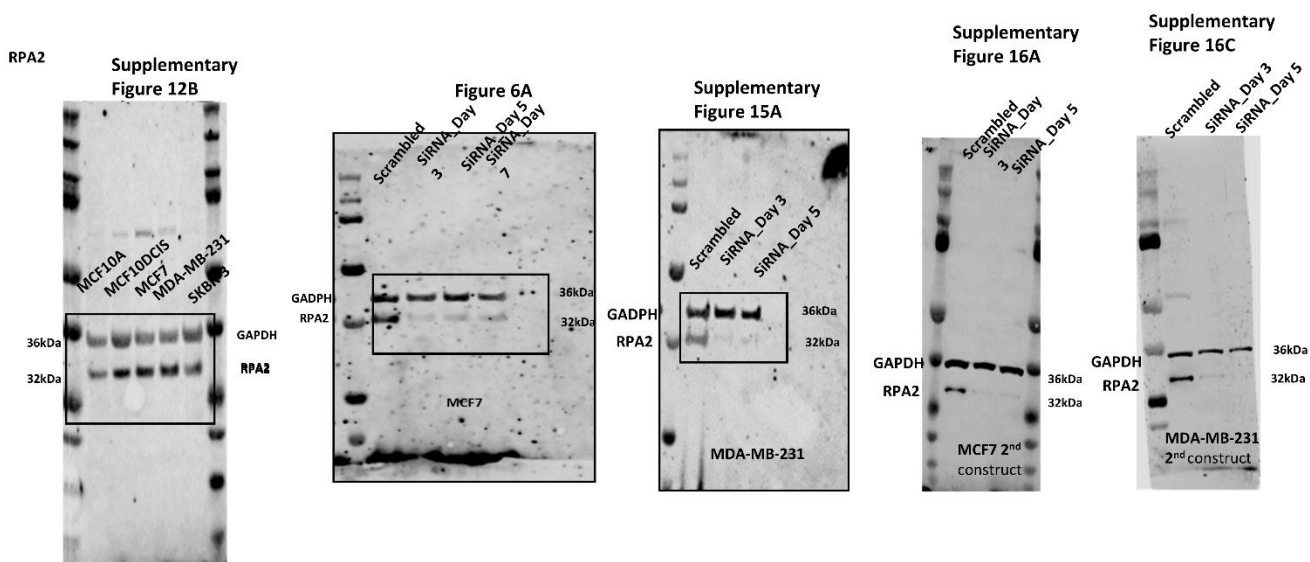 RPA2
Supplementary
Figure 12B
MCF10A
MCF10DCIS
MCF7
MDA-MB-231
SKBR-3
36kDa
GAPDH
32kDa
RPA2
Figure 6A
Scrambled
SiRNA_Day
3
SiRNA_Day 5
SiRNA_Day
7
GADPH
36kDa
RPA2
32kDa
MCF7
Supplementary
Figure 15A
Scrambled
SiRNA_Day 3
SiRNA_Day 5
GADPH
36kDa
RPA2
32kDa
MDA-MB-231
Supplementary
Figure 16A
Scrambled
SiRNA_Day
3
SiRNA_Day 5
GAPDH
36kDa
RPA2
32kDa
MCF7 2nd
construct
Supplementary
Figure 16C
Scrambled
SiRNA_Day 3
SiRNA_Day 5
GAPDH
36kDa
RPA2
32kDa
MDA-MB-231
2nd construct